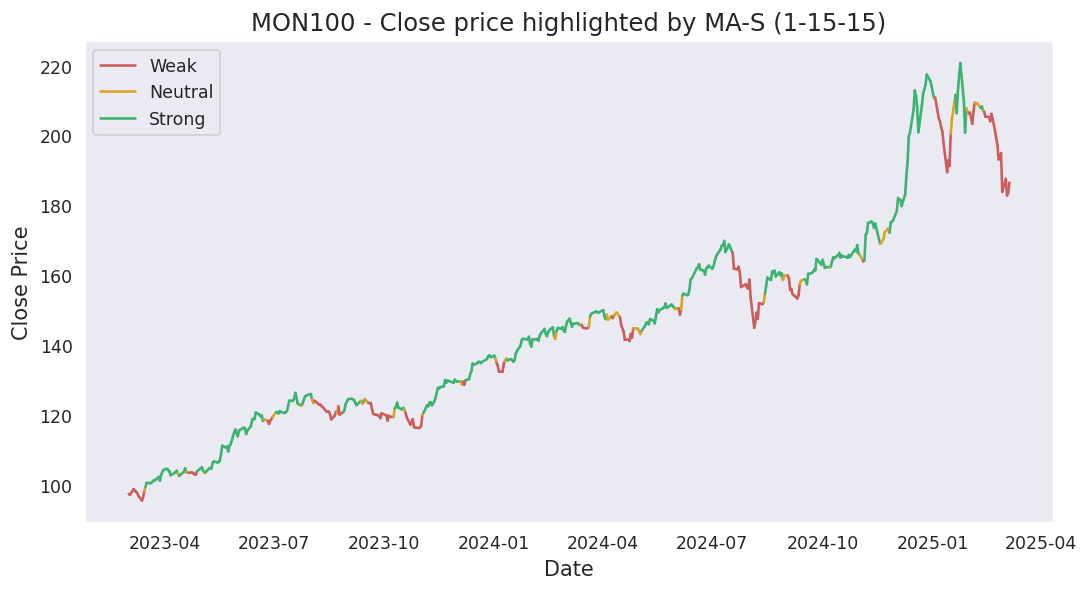 MON100 - Close price highlighted by MA-S (1-15-15)
Weak
Neutral
Strong
220
200
180
160
140
120
100
Close Price
2023-04 2023-07 2023-10 2024-01 2024-04 2024-07 2024-10 2025-01 2025-04
Date